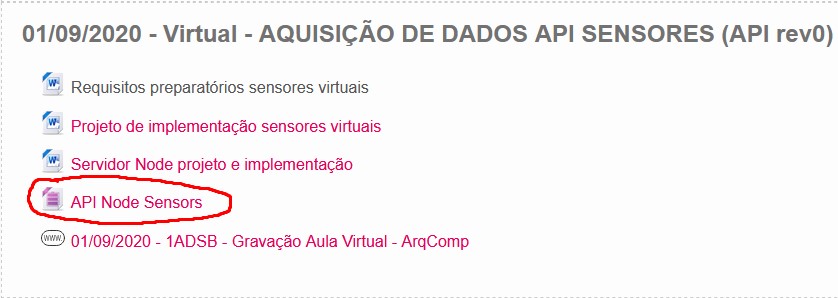 01/09/2020 - Virtual - AQUISIÇÃO DE DADOS API SENSORES (API rev0)
Requisitos preparatórios sensores virtuais
Projeto de implementação sensores virtuais
Servidor Node projeto e implementação
API Node Sensors
www. 01/09/2020 - 1ADSB - Gravação Aula Virtual - ArqComp